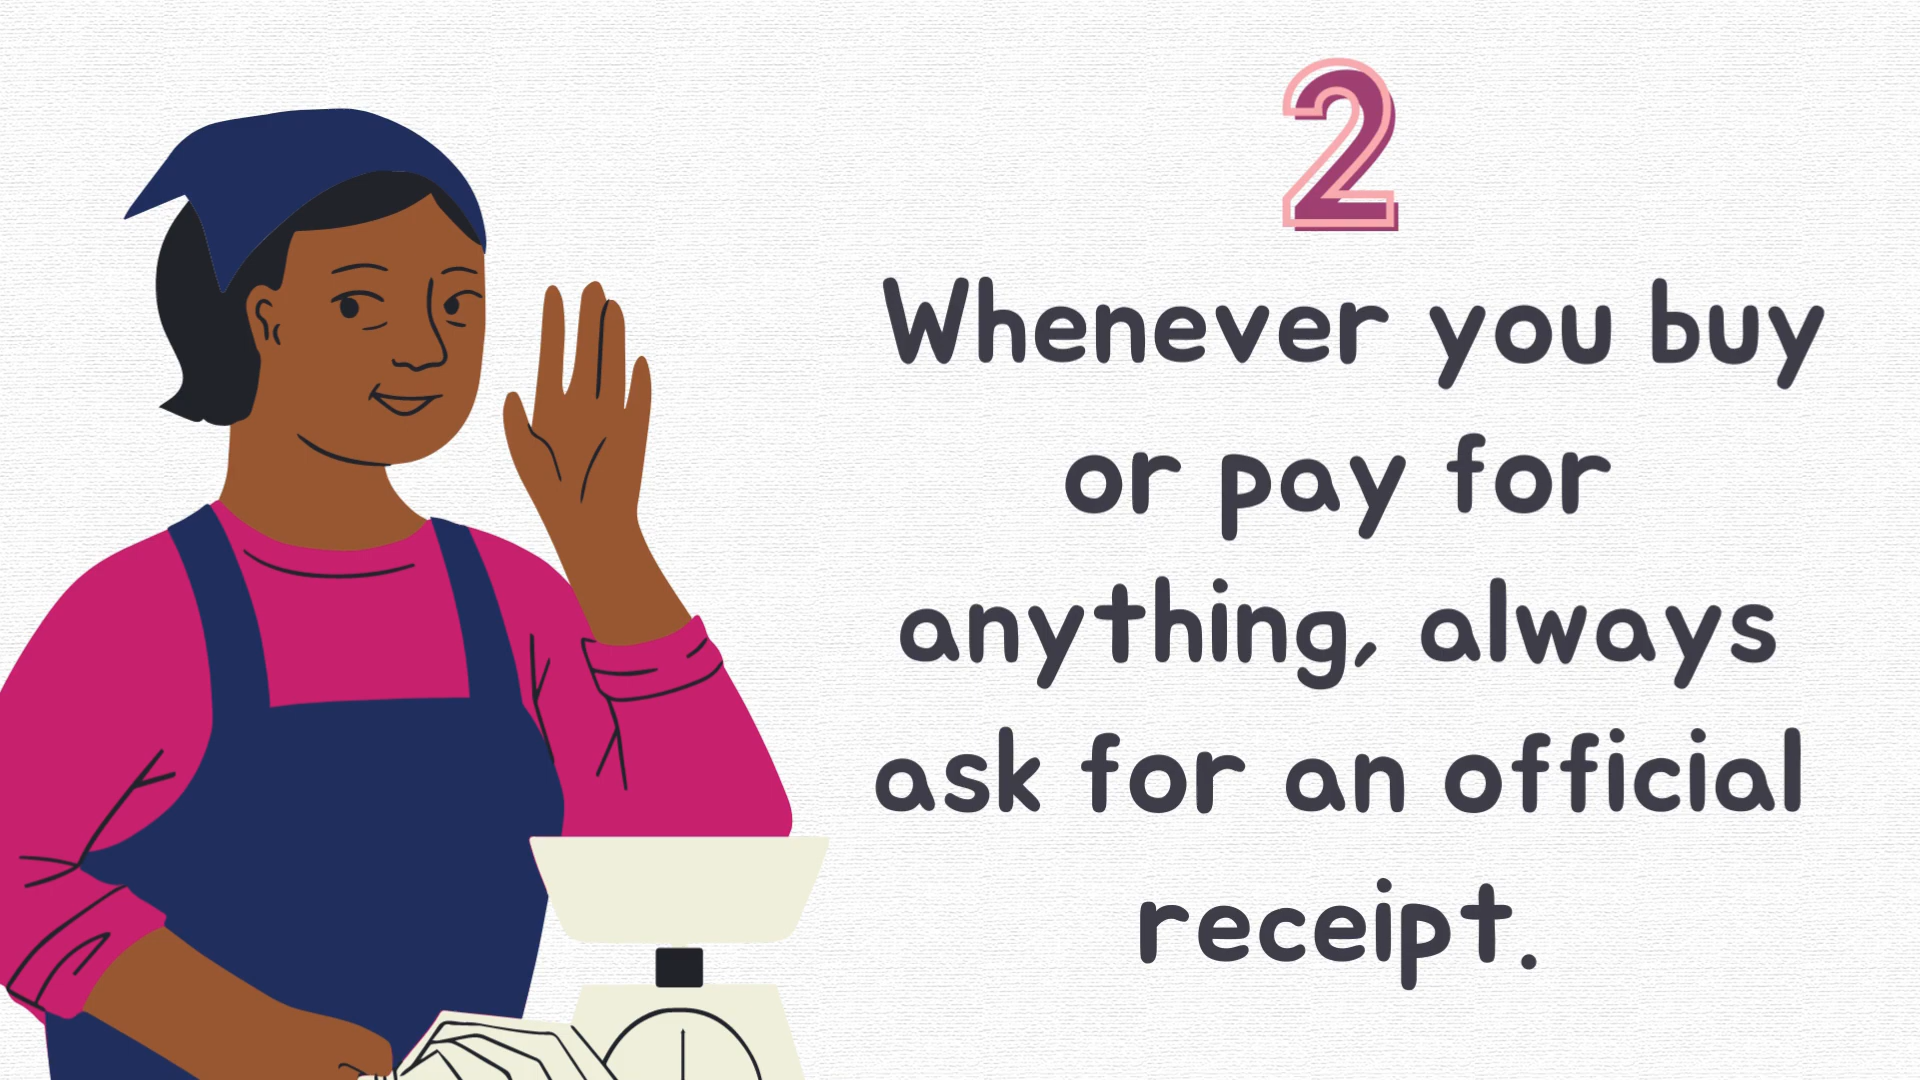 2
Whenever you buy
or pay for
anything, always
ask for an official
receipt.